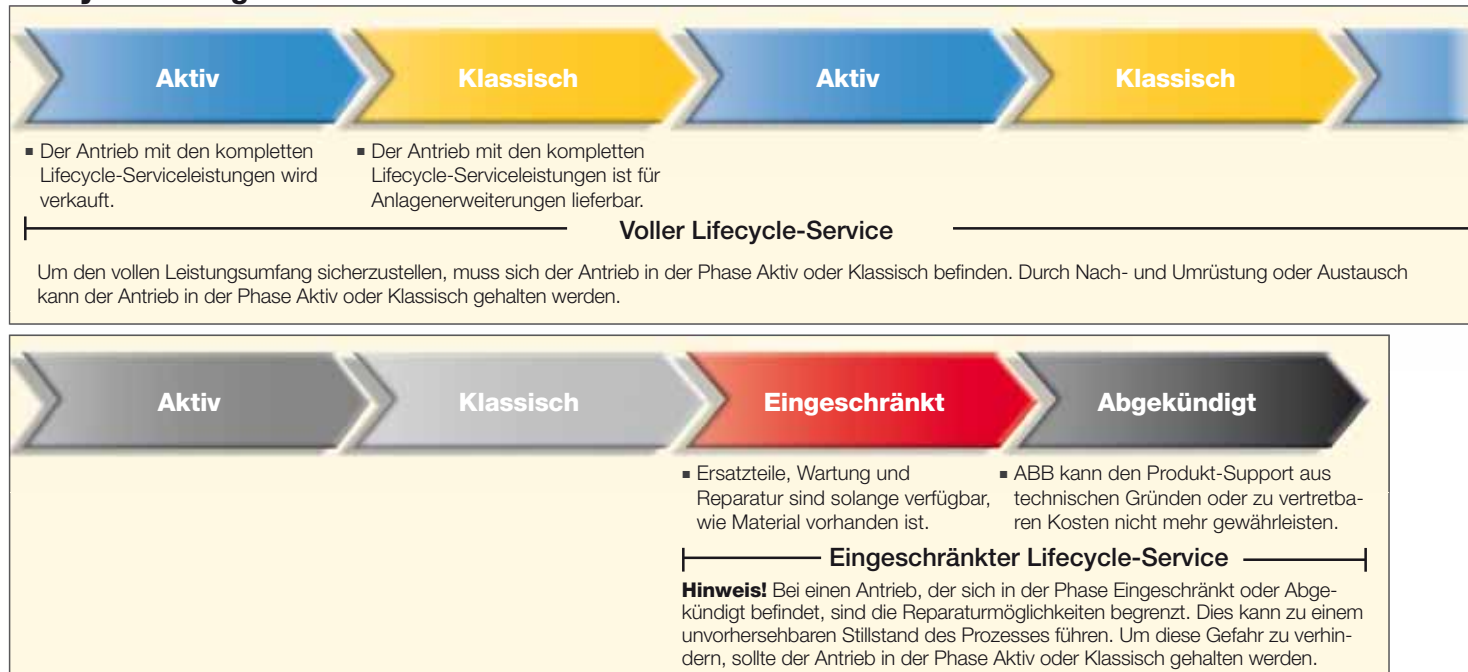 Aktiv Klassisch Aktiv Klassisch
▪ Der Antrieb mit den kompletten
Lifecycle-Serviceleistungen wird
verkauft.
▪ Der Antrieb mit den kompletten
Lifecycle-Serviceleistungen ist für
Anlagenerweiterungen lieferbar.
Voller Lifecycle-Service
Um den vollen Leistungsumfang sicherzustellen, muss sich der Antrieb in der Phase Aktiv oder Klassisch befinden. Durch Nach- und Umrüstung oder Austausch
kann der Antrieb in der Phase Aktiv oder Klassisch gehalten werden.
Aktiv Klassisch Eingeschränkt Abgekündigt
▪ Ersatzteile, Wartung und
Reparatur sind solange verfügbar,
wie Material vorhanden ist.
▪ ABB kann den Produkt-Support aus
technischen Gründen oder zu vertretba-
ren Kosten nicht mehr gewährleisten.
Eingeschränkter Lifecycle-Service
Hinweis! Bei einen Antrieb, der sich in der Phase Eingeschränkt oder Abge-
kündigt befindet, sind die Reparaturmöglichkeiten begrenzt. Dies kann zu einem
unvorhersehbaren Stillstand des Prozesses führen. Um diese Gefahr zu verhin-
dern, sollte der Antrieb in der Phase Aktiv oder Klassisch gehalten werden.